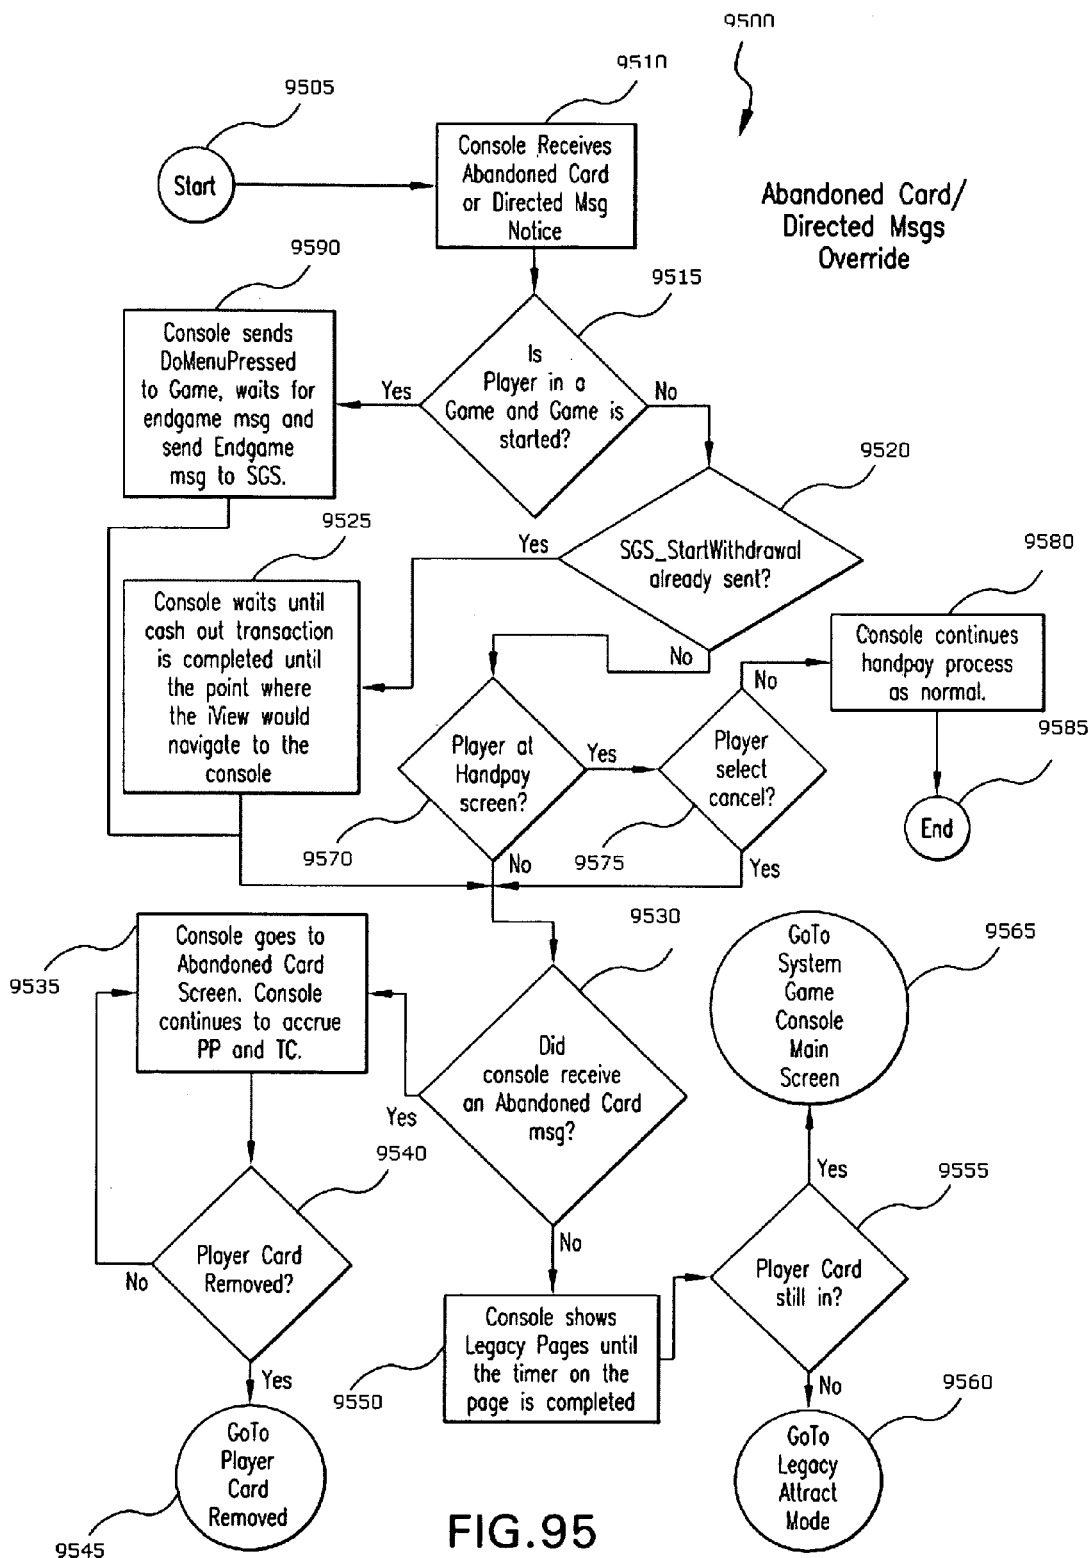 9500
9510
9505
Start
Console Receives
Abandoned Card
or Directed Msg
Notice
Abandoned Card/
Directed Msgs
Override
9590
9515
Console sends
DoMenuPressed
to Game, waits for
endgame msg and
send Endgame
msg to SGS.
Yes
Is
Player in a
Game and Game is
started?
No
9520
9525
Yes
SGS_StartWithdrawal
already sent?
No
9580
Console waits until
cash out transaction
is completed until
the point where
the iView would
navigate to the
console
Console continues
handpay process
as normal.
No
9585
Player at
Handpay
screen?
Yes
Player
select
cancel?
End
9570
No
9575
Yes
9530
9565
9535
Console goes to
Abandoned Card
Screen. Console
continues to accrue
PP and TC.
GoTo
System
Game
Console
Main
Screen
Did
console receive
an Abandoned Card
msg?
Yes
No
9540
Player Card
Removed?
No
Yes
Yes
9555
Player Card
still in?
No
Console shows
Legacy Pages until
the timer on the
page is completed
9550
9560
GoTo
Player
Card
Removed
9545
GoTo
Legacy
Attract
Mode
FIG.95